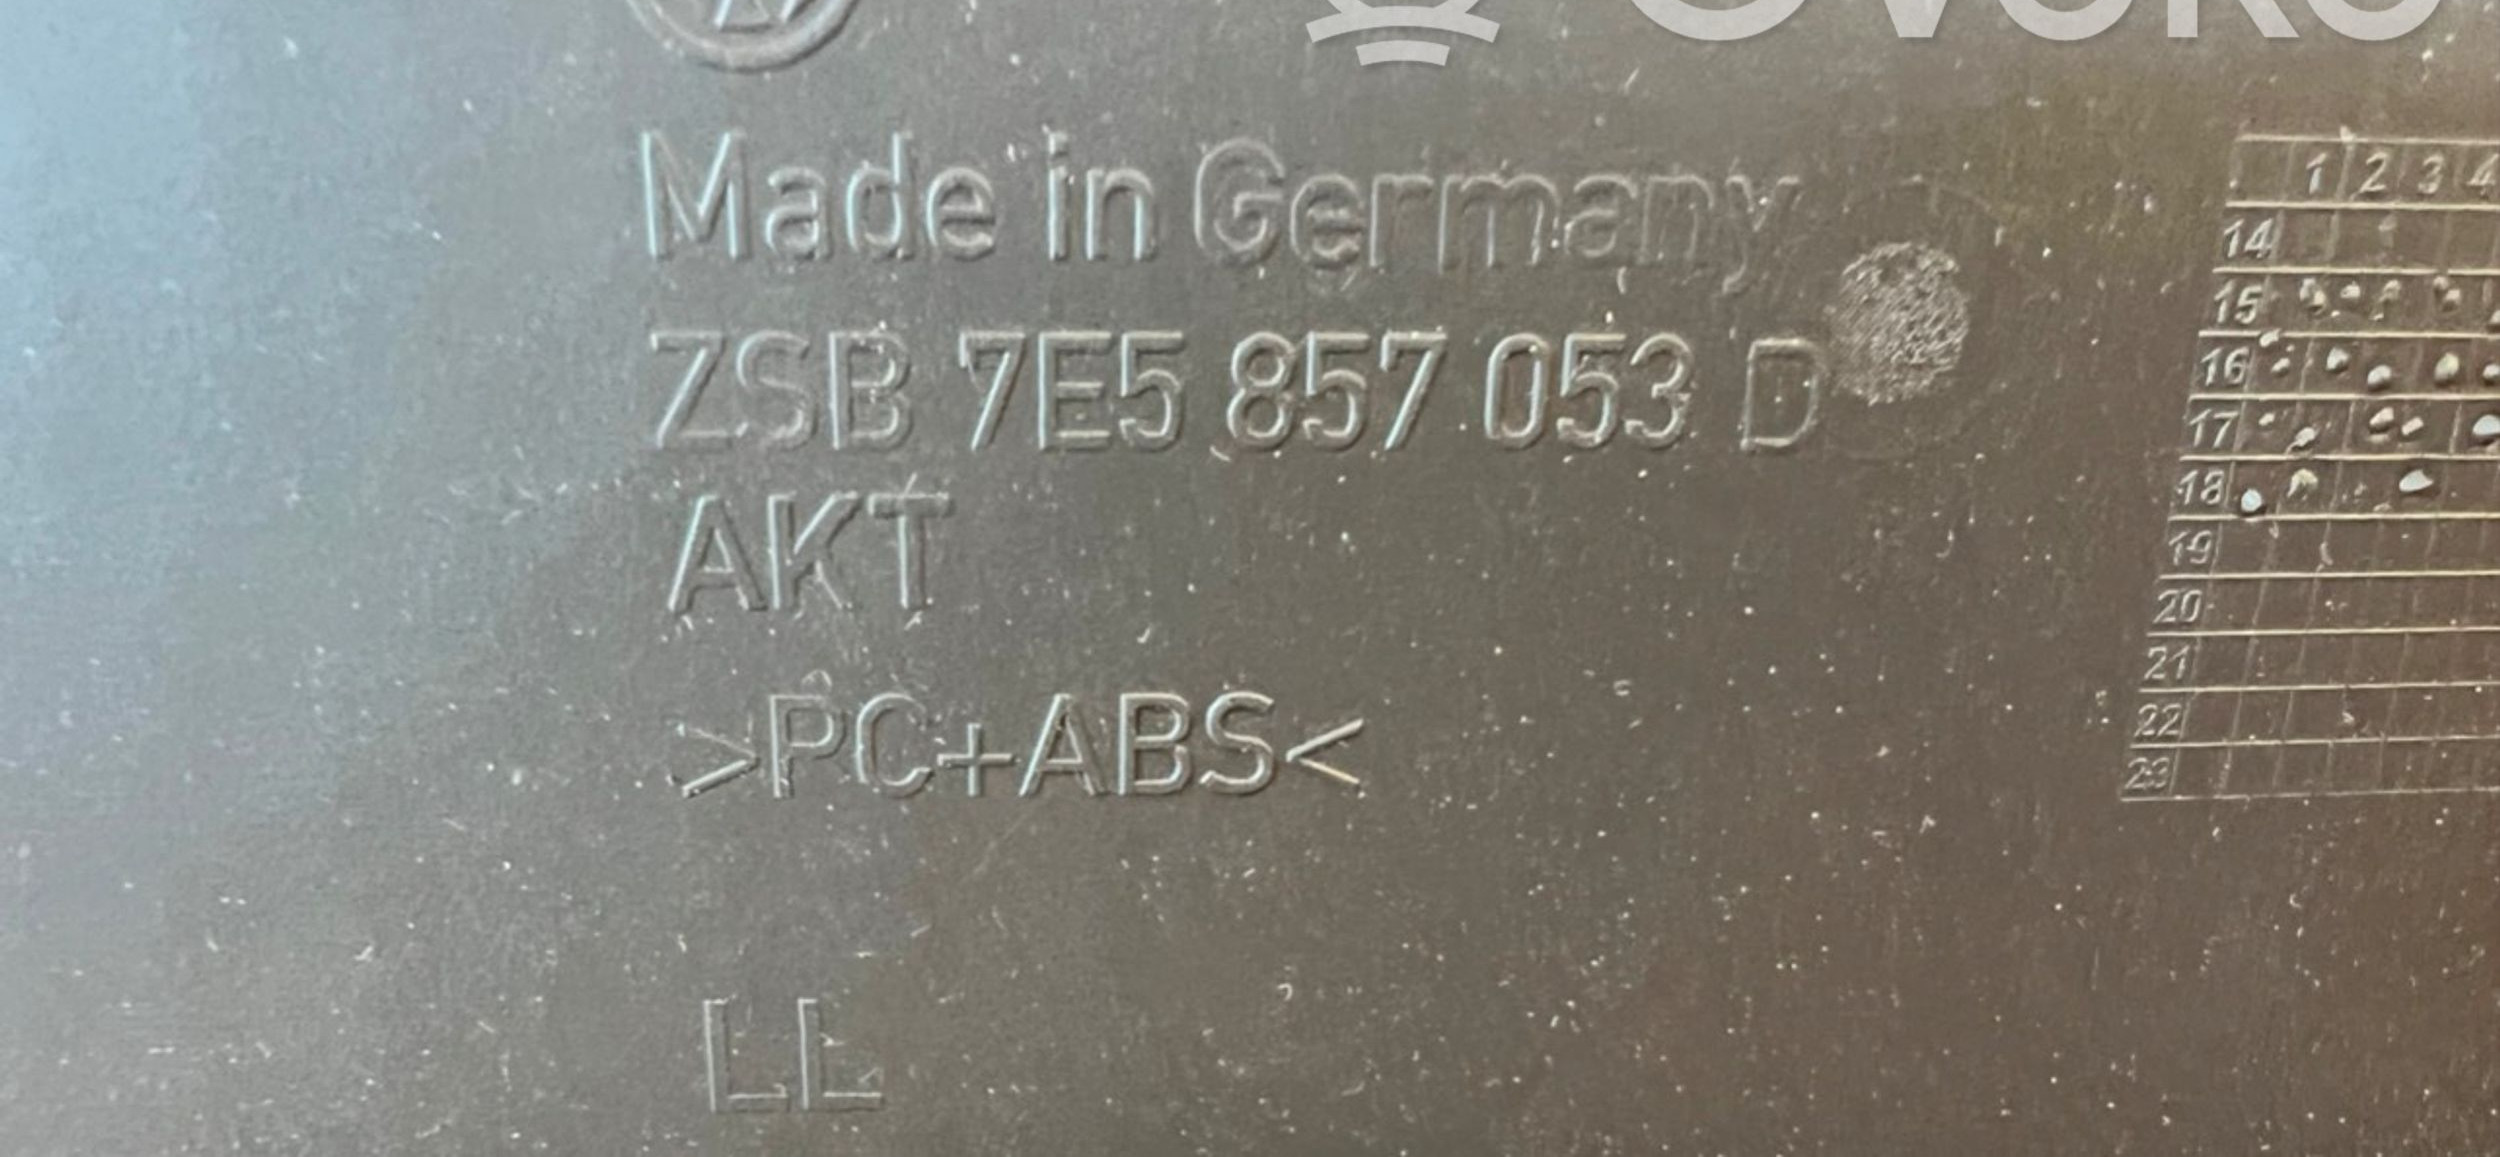 Made in Germany
ZSB 7E5 857 053 D
AKT
>PC+ABS<
LL
1 2 3 4
14
15
16
17
18
19
20
21
22
23